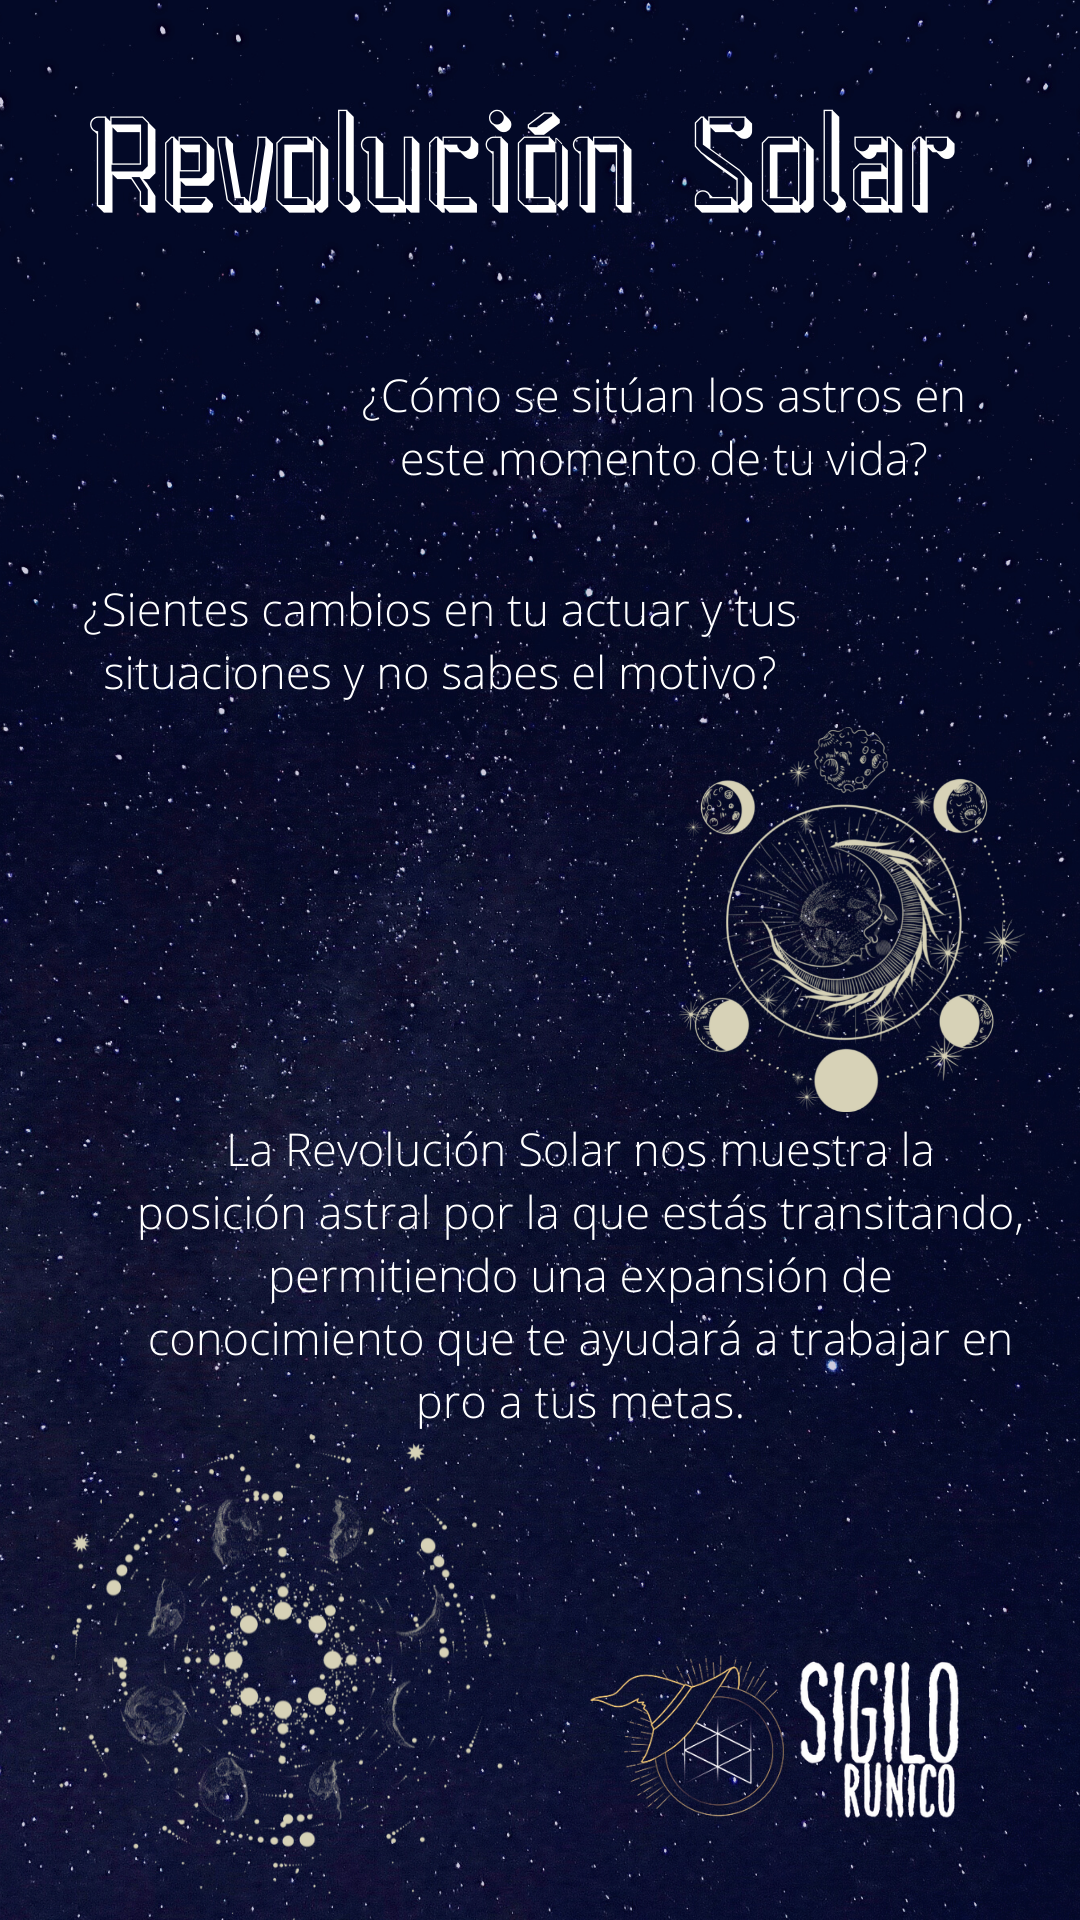 Revolución Solar
¿Cómo se sitúan los astros en
este momento de tu vida?
¿Sientes cambios en tu actuar y tus
situaciones y no sabes el motivo?
La Revolución Solar nos muestra la
posición astral por la que estás transitando,
permitiendo una expansión de
conocimiento que te ayudará a trabajar en
pro a tus metas.
SIGILO
RUNICO